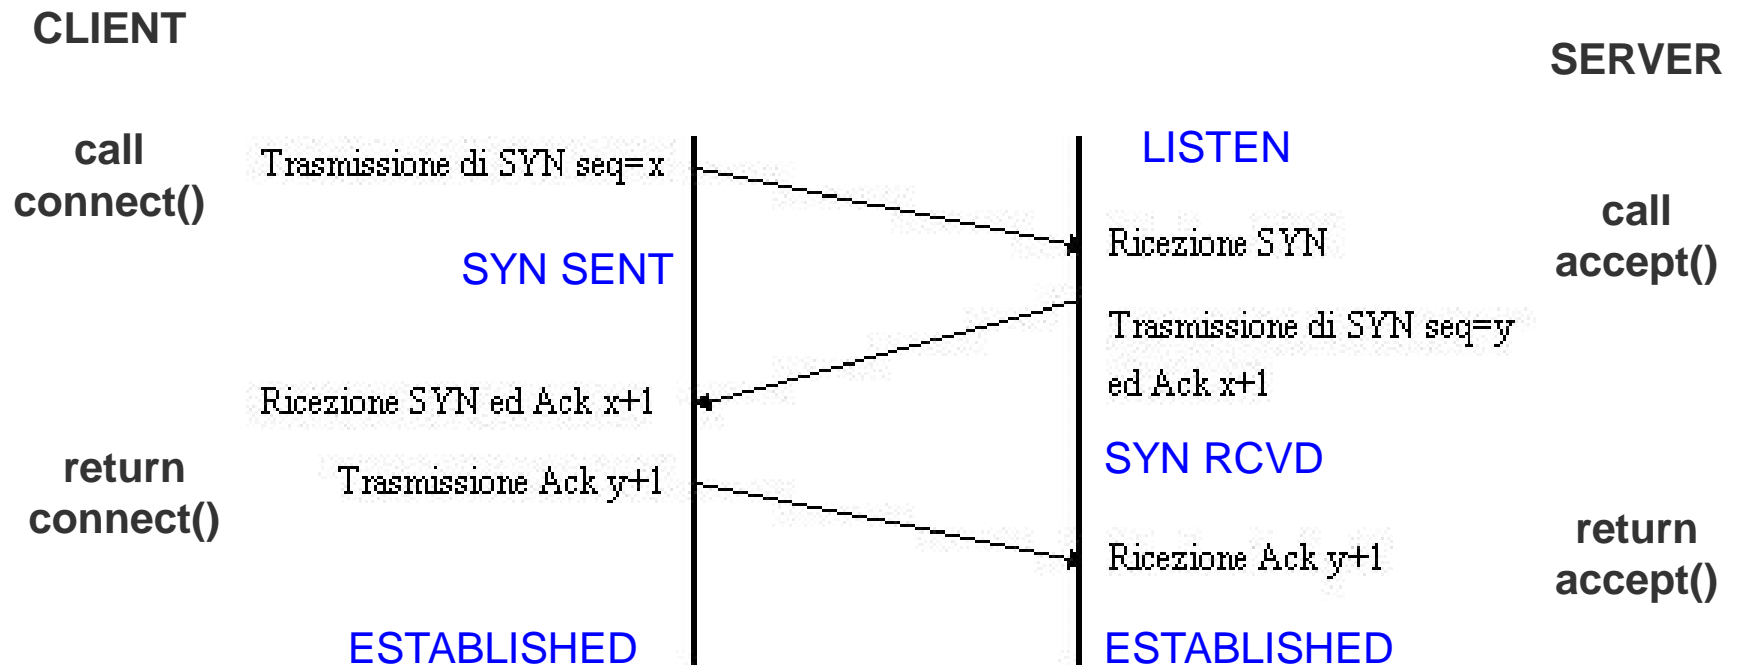 CLIENT
SERVER
call
connect()
Trasmissione di SYN seq=x
LISTEN
call
accept()
Ricezione SYN
SYN SENT
Trasmissione di SYN seq=y
ed Ack x+1
Ricezione SYN ed Ack x+1
SYN RCVD
return
connect()
Trasmissione Ack y+1
Ricezione Ack y+1
return
accept()
ESTABLISHED
ESTABLISHED